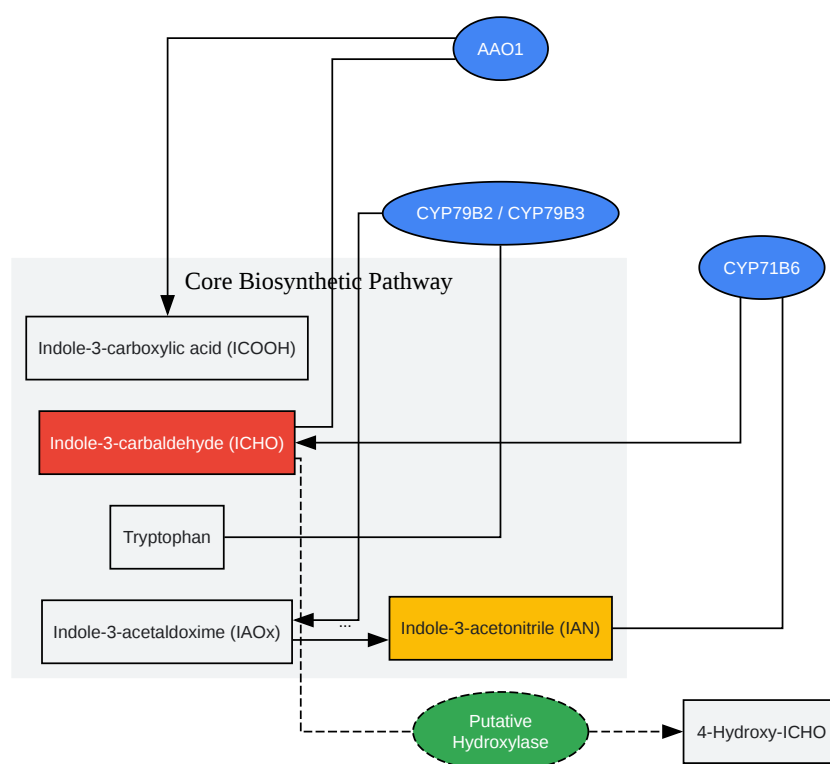 AAO1
CYP79B2 / CYP79B3
CYP71B6
Core Biosynthetic Pathway
Indole-3-carboxylic acid (ICOOH)
Indole-3-carbaldehyde (ICHO)
Tryptophan
Indole-3-acetaldoxime (IAOx)
...
Indole-3-acetonitrile (IAN)
Putative
Hydroxylase
4-Hydroxy-ICHO